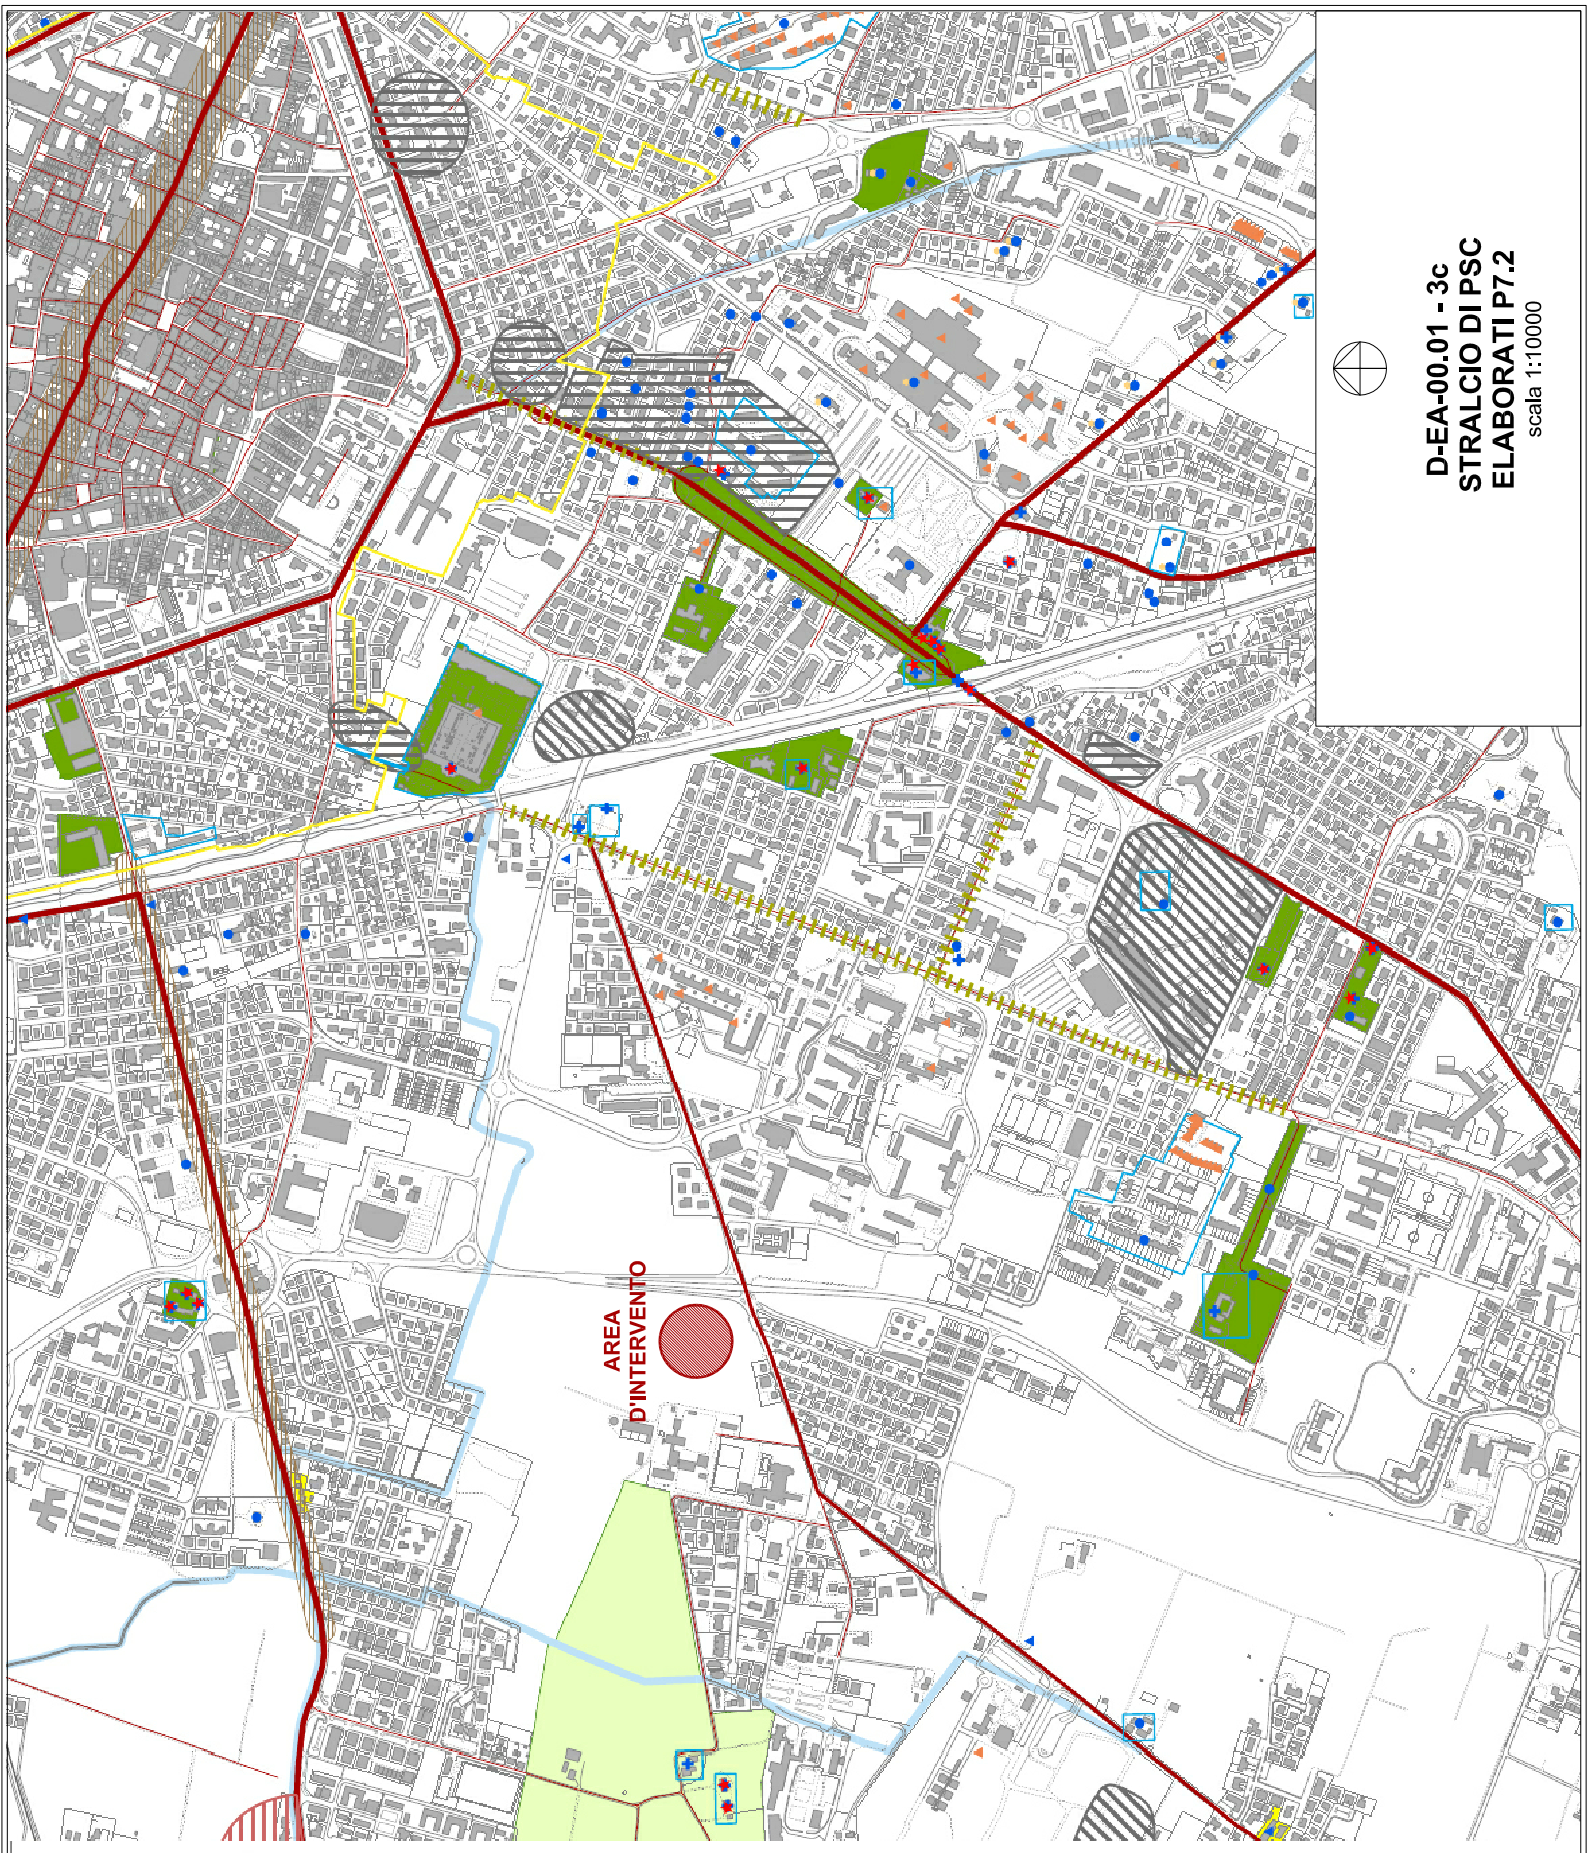 D-EA-00.01 - 3c
STRALCIO DI PSC
ELABORATI P7.2
scala 1:10000
AREA
D'INTERVENTO